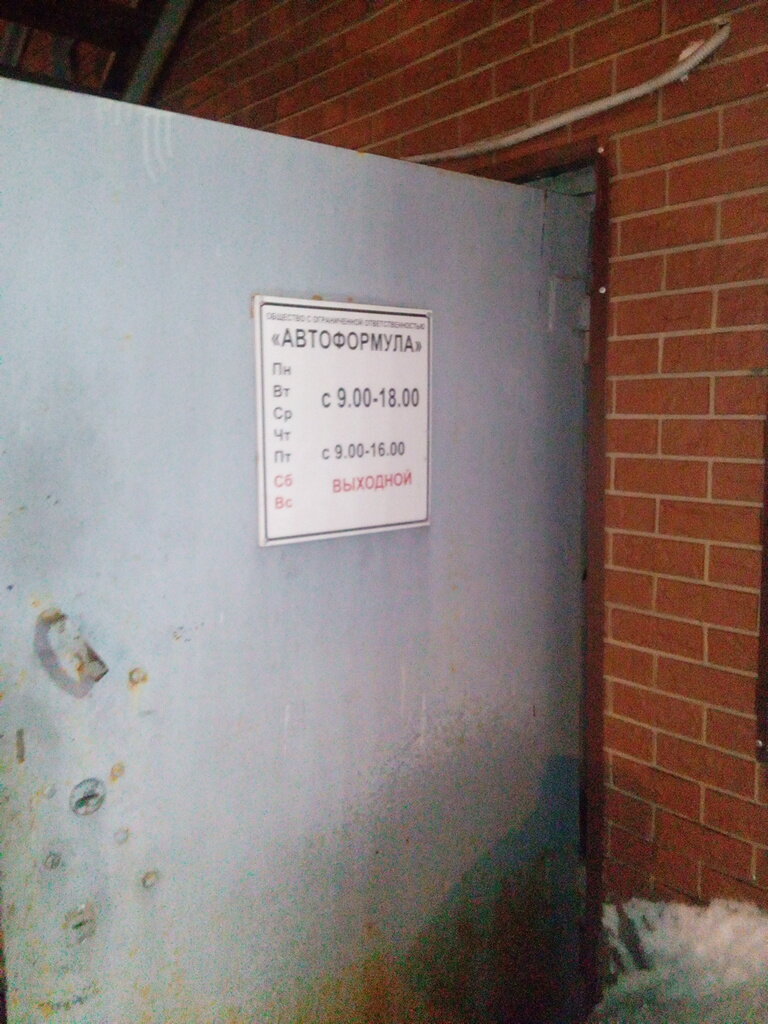 ОБЩЕСТВО С ОГРАНИЧЕННОЙ ОТВЕТСТВЕННОСТЬЮ
«АВТОФОРМУЛА»
Пн
Вт
Ср
Чт
с 9.00-18.00
Пт с 9.00-16.00
Сб
Вс
ВЫХОДНОЙ